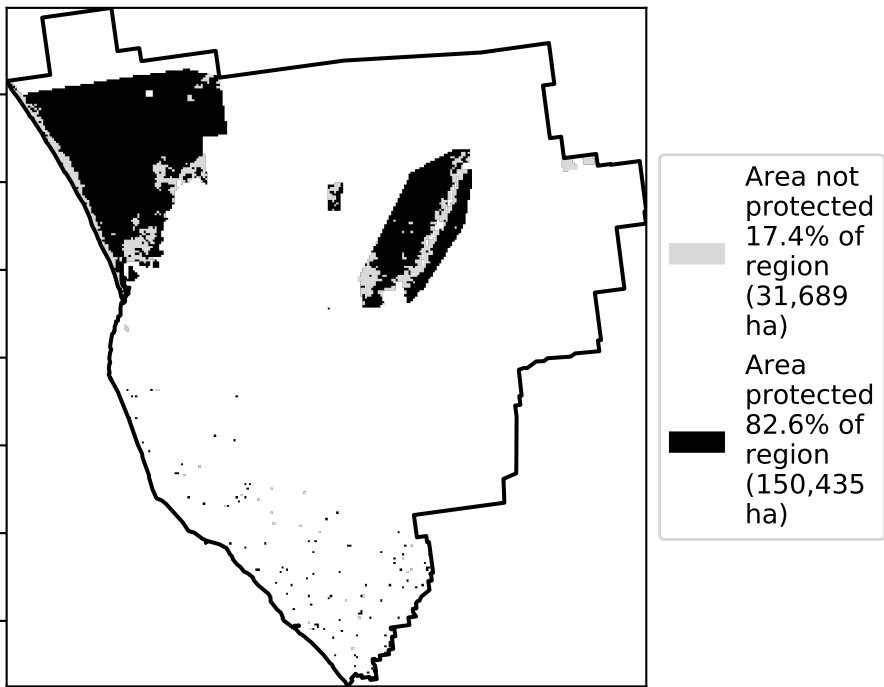 Area not
protected
17.4% of
region
(31,689
ha)
Area
protected
82.6% of
region
(150,435
ha)